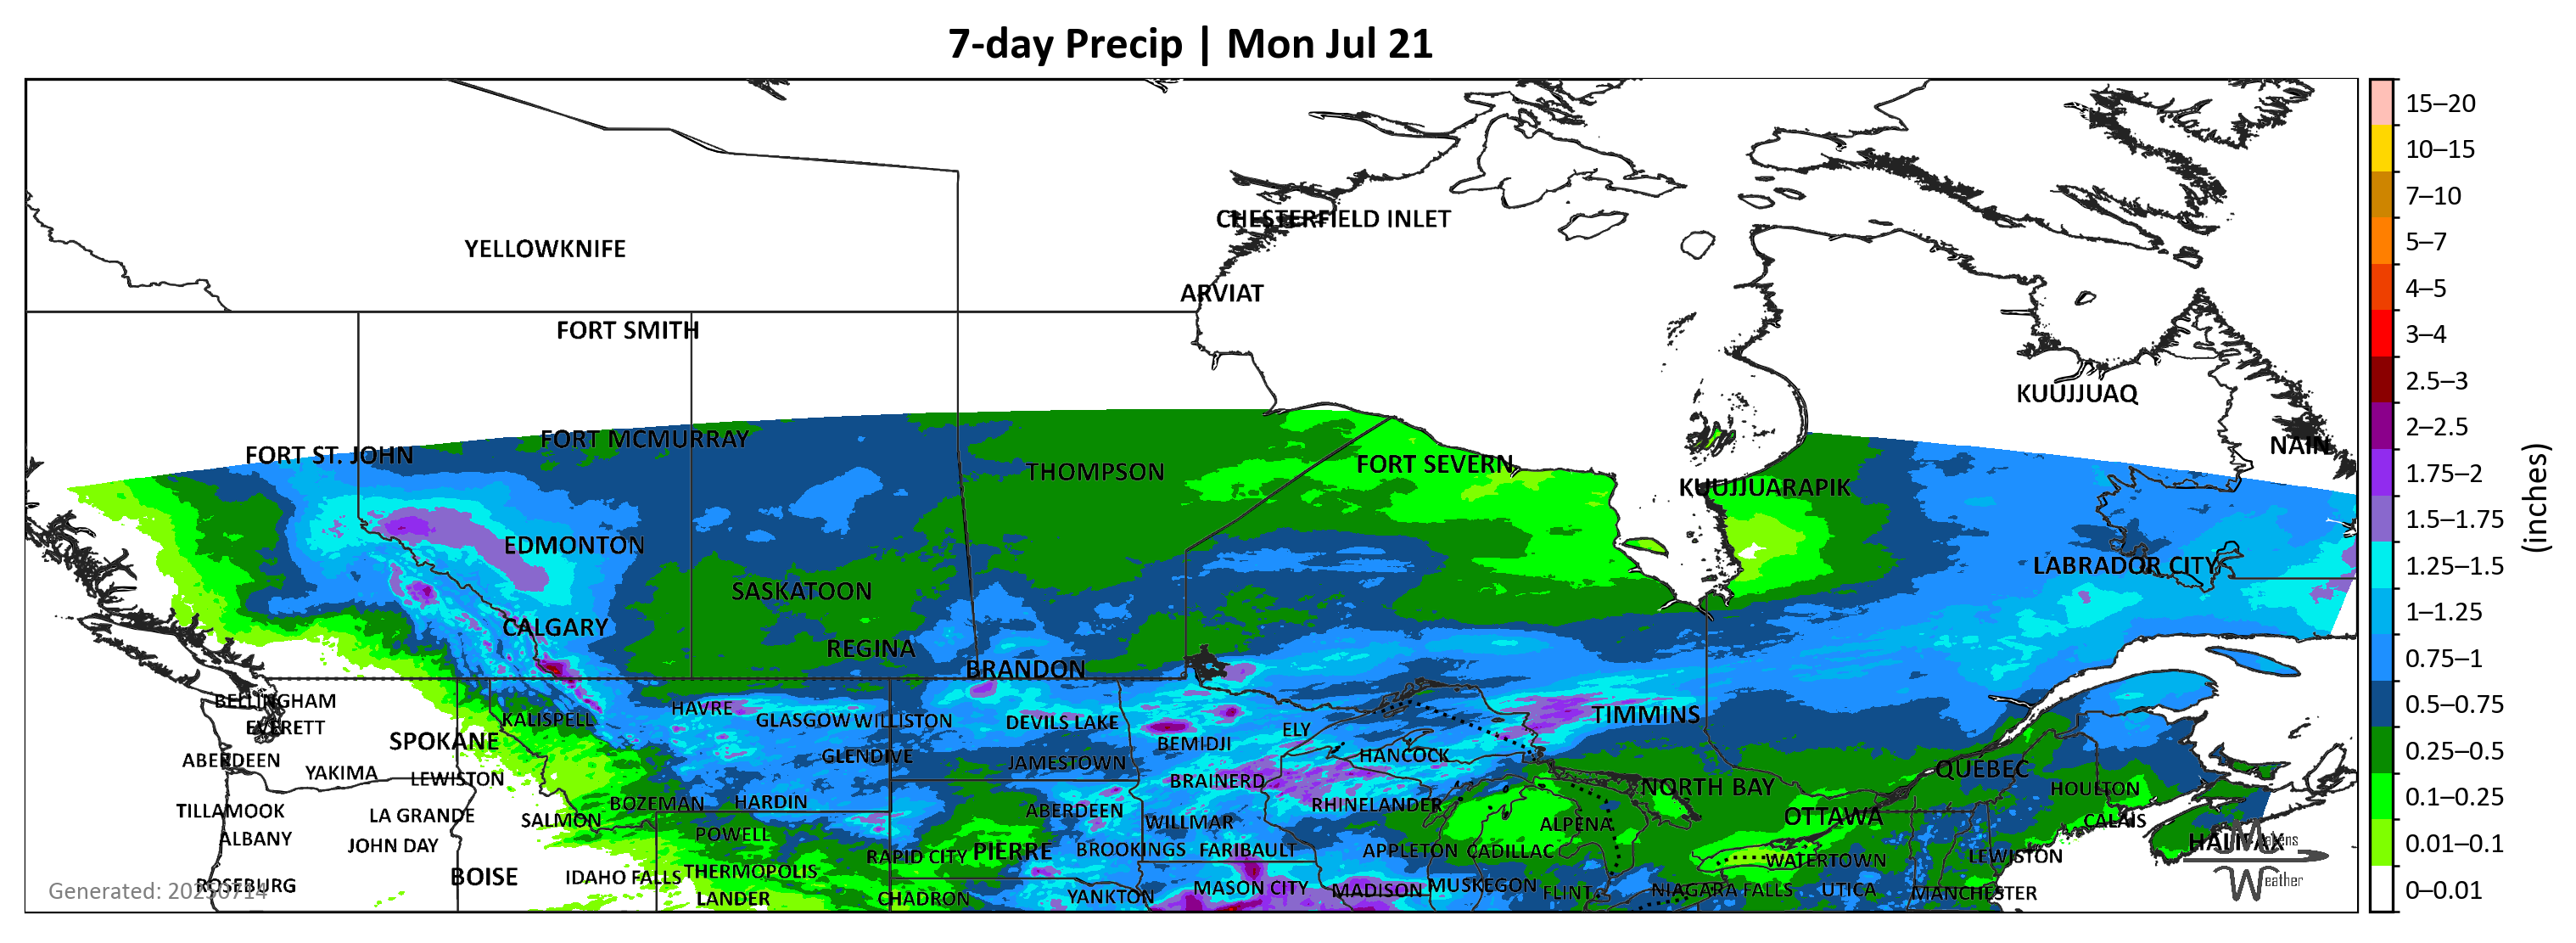 7-day Precip | Mon Jul 21
CHESTERFIELD INLET
YELLOWKNIFE
ARVIAT
FORT SMITH
KUUJJUAQ
FORT MCMURRAY
NAIN
FORT ST. JOHN
THOMPSON
FORT SEVERN
KUUJJUARAPIK
EDMONTON
LABRADOR CITY
SASKATOON
CALGARY
REGINA
BRANDON
BELLINGHAM
HAVRE
KALISPELL
GLASGOW
WILLISTON
DEVILS LAKE
TIMMINS
EVERETT
ELY
SPOKANE
BEMIDJI
ABERDEEN
GLENDIVE
JAMESTOWN
HANCOCK
QUEBEC
YAKIMA
LEWISTON
BRAINERD
NORTH BAY
HOULTON
BOZEMAN
HARDIN
RHINELANDER
TILLAMOOK
LA GRANDE
SALMON
ABERDEEN
WILLMAR
ALPENA
OTTAWA
CALAIS
ALBANY
JOHN DAY
POWELL
HALIFAX
RAPID CITY
PIERRE
BROOKINGS
FARIBAULT
APPLETON
CADILLAC
WATERTOWN
LEWISTON
BOISE
IDAHO FALLS
THERMOPOLIS
ROSEBURG
MASON CITY
MADISON
MUSKEGON
FLINT
NIAGARA FALLS
UTICA
MANCHESTER
LANDER
CHADRON
YANKTON
Generated: 20250714
Weather
15–20
10–15
7–10
5–7
4–5
3–4
2.5–3
2–2.5
1.75–2
1.5–1.75
1.25–1.5
1–1.25
0.75–1
0.5–0.75
0.25–0.5
0.1–0.25
0.01–0.1
0–0.01
(inches)